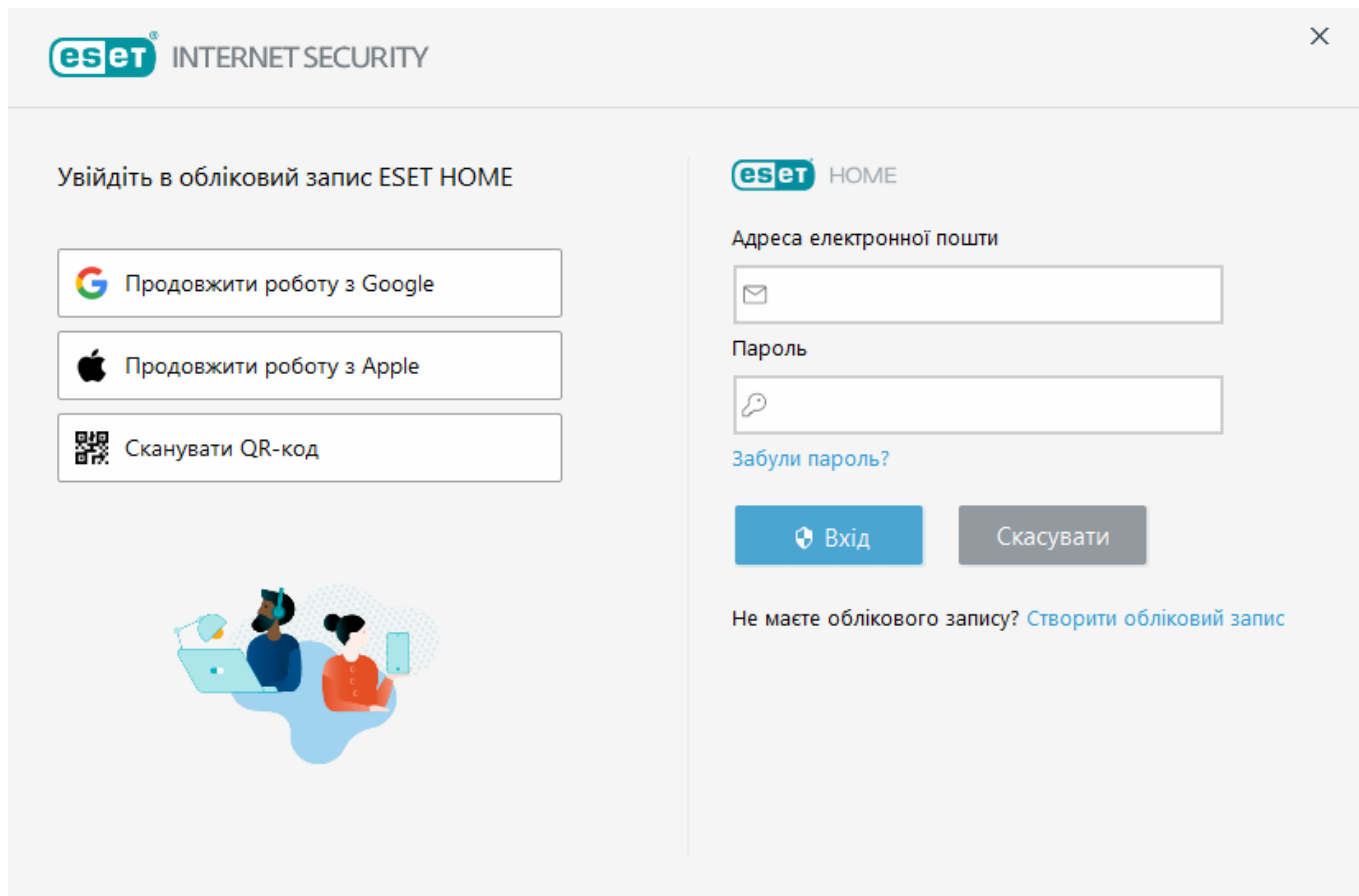 eset® INTERNET SECURITY
Увійдіть в обліковий запис ESET HOME
Продовжити роботу з Google
Продовжити роботу з Apple
Сканувати QR-код
eset HOME
Адреса електронної пошти
Пароль
Забули пароль?
Вхід
Скасувати
Не маєте облікового запису? Створити обліковий запис